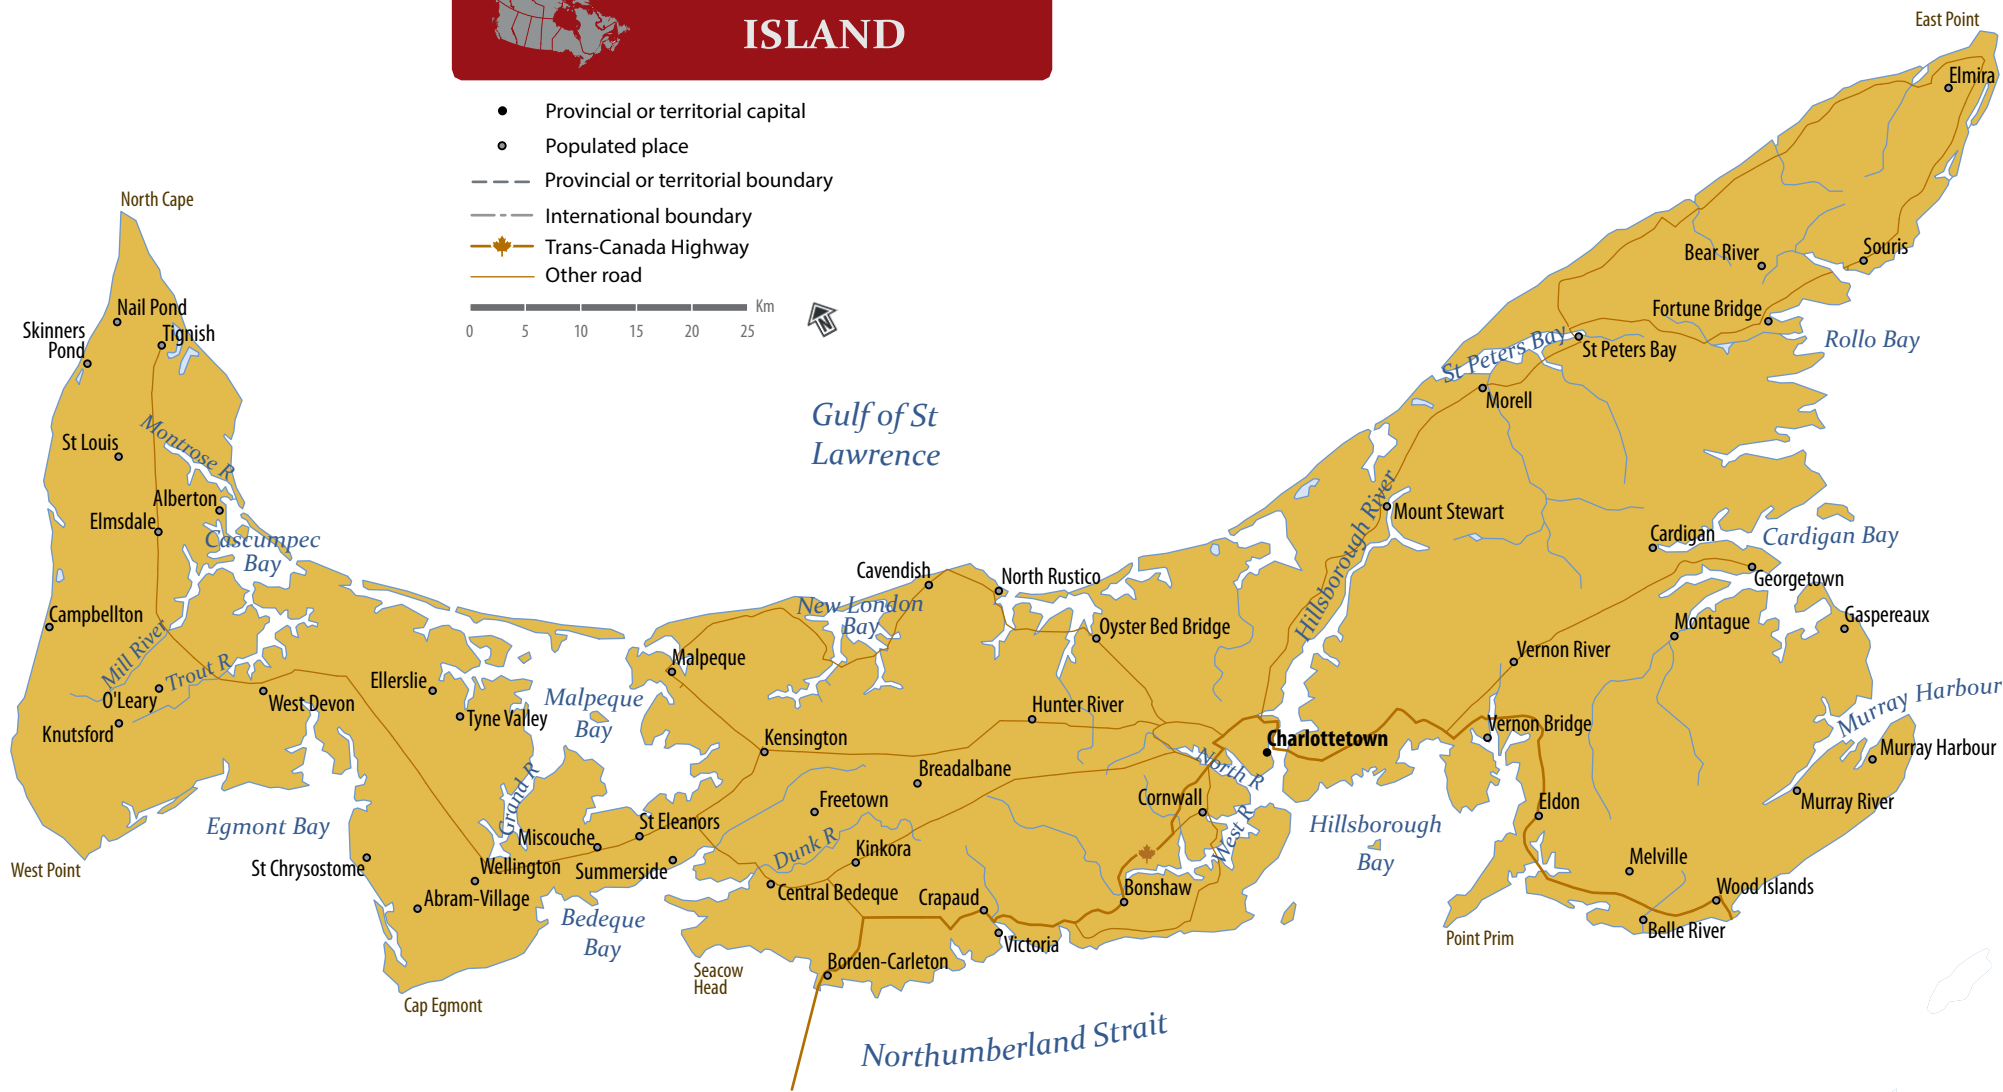 ISLAND
Provincial or territorial capital
Populated place
Provincial or territorial boundary
International boundary
Trans-Canada Highway
Other road
Km
0 5 10 15 20 25
N
East Point
Elmira
North Cape
Nail Pond
Skinners
Pond
Tignish
Bear River
Souris
Fortune Bridge
Rollo Bay
St Peters Bay
St Peters Bay
Morell
Gulf of St
Lawrence
Montrose R
St Louis
Alberton
Elmsdale
Cascumpec
Bay
Hillsborough River
Mount Stewart
Cardigan
Cardigan Bay
Georgetown
Cavendish
North Rustico
New London
Bay
Oyster Bed Bridge
Campbellton
Mill River
Trout R
O'Leary
Knutsford
West Devon
Ellerslie
Tyne Valley
Malpeque
Malpeque
Bay
Montague
Gaspereaux
Vernon River
Hunter River
Kensington
Vernon Bridge
Murray Harbour
Murray Harbour
Charlottetown
North R
Breadalbane
Freetown
Cornwall
West R
Grand R
Murray River
Eldon
Egmont Bay
Miscouche
St Eleanors
Dunk R
Kinkora
Hillsborough
Bay
West Point
St Chrysostome
Wellington
Summerside
Melville
Abram-Village
Central Bedeque
Crapaud
Bonshaw
Wood Islands
Bedeque
Bay
Belle River
Victoria
Point Prim
Seacow
Head
Borden-Carleton
Cap Egmont
Northumberland Strait